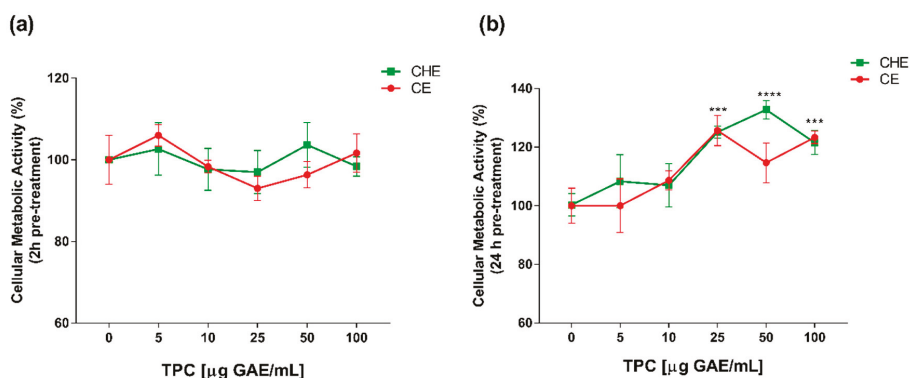 (a)
Cellular Metabolic Activity (%)
(2h pre-treatment)
120
100
80
60
0 5 10 25 50 100
TPC [μg GAE/mL]
CHE
CE
(b)
Cellular Metabolic Activity (%)
(24 h pre-treatment)
140
120
100
80
60
*** **** ***
0 5 10 25 50 100
TPC [μg GAE/mL]
CHE
CE